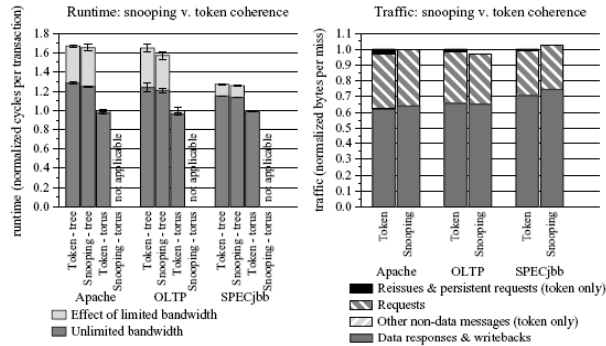 Runtime: snooping v. token coherence
runtime (normalized cycles per transaction)
1.8
1.6
1.4
1.2
1.0
0.8
0.6
0.4
0.2
0.0
not applicable
not applicable
not applicable
Token - tree
Snooping - tree
Token - torus
Snooping - torus
Token - tree
Snooping - tree
Token - torus
Snooping - torus
Token - tree
Snooping - tree
Token - torus
Snooping - torus
Apache
OLTP
SPECjbb
Effect of limited bandwidth
Unlimited bandwidth
Traffic: snooping v. token coherence
traffic (normalized bytes per miss)
1.1
1.0
0.9
0.8
0.7
0.6
0.5
0.4
0.3
0.2
0.1
0.0
Token
Snooping
Token
Snooping
Token
Snooping
Apache
OLTP
SPECjbb
Reissues & persistent requests (token only)
Requests
Other non-data messages (token only)
Data responses & writebacks